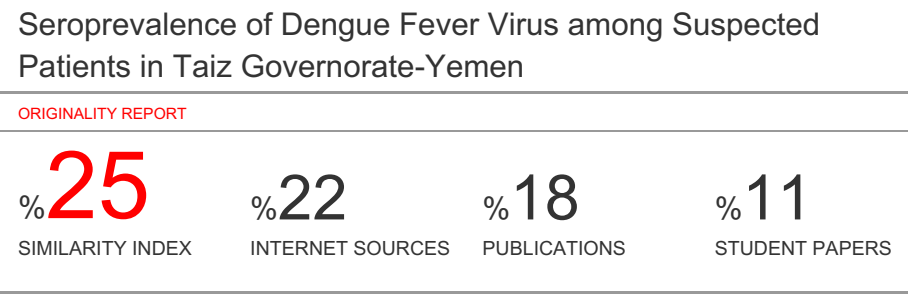 Seroprevalence of Dengue Fever Virus among Suspected
Patients in Taiz Governorate-Yemen
ORIGINALITY REPORT
%25 %22 %18 %11
SIMILARITY INDEX INTERNET SOURCES PUBLICATIONS STUDENT PAPERS